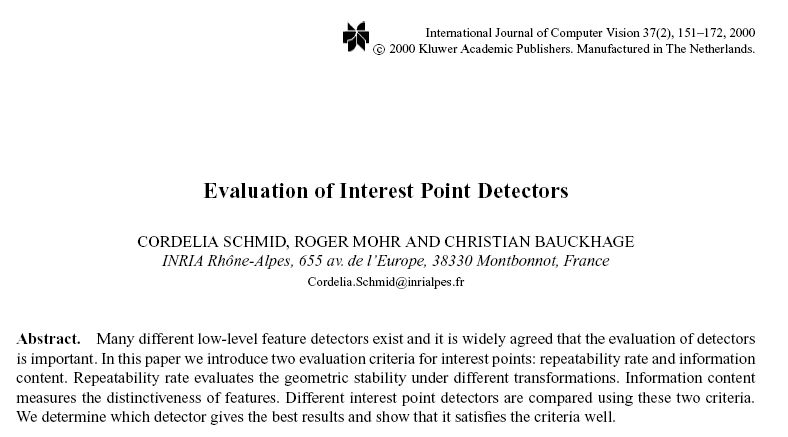 International Journal of Computer Vision 37(2), 151–172, 2000
© 2000 Kluwer Academic Publishers. Manufactured in The Netherlands.
Evaluation of Interest Point Detectors
CORDELIA SCHMID, ROGER MOHR AND CHRISTIAN BAUCKHAGE
INRIA Rhône-Alpes, 655 av. de l'Europe, 38330 Montbonnot, France
Cordelia.Schmid@inrialpes.fr
Abstract. Many different low-level feature detectors exist and it is widely agreed that the evaluation of detectors
is important. In this paper we introduce two evaluation criteria for interest points: repeatability rate and information
content. Repeatability rate evaluates the geometric stability under different transformations. Information content
measures the distinctiveness of features. Different interest point detectors are compared using these two criteria.
We determine which detector gives the best results and show that it satisfies the criteria well.